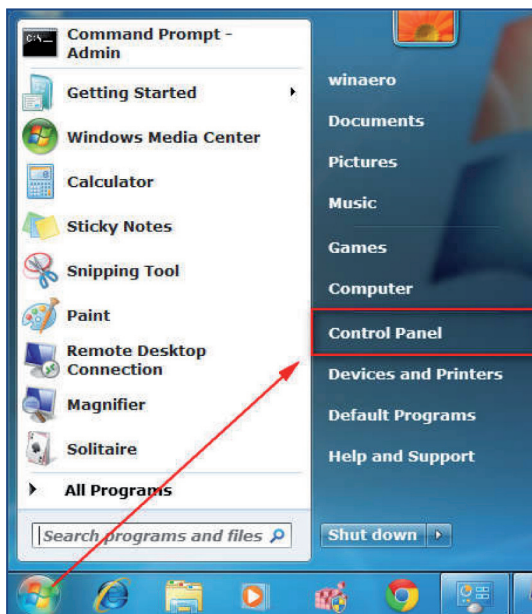 Command Prompt -
Admin
Getting Started
Windows Media Center
Calculator
Sticky Notes
Snipping Tool
Paint
Remote Desktop
Connection
Magnifier
Solitaire
All Programs
Search programs and files
winaero
Documents
Pictures
Music
Games
Computer
Control Panel
Devices and Printers
Default Programs
Help and Support
Shut down